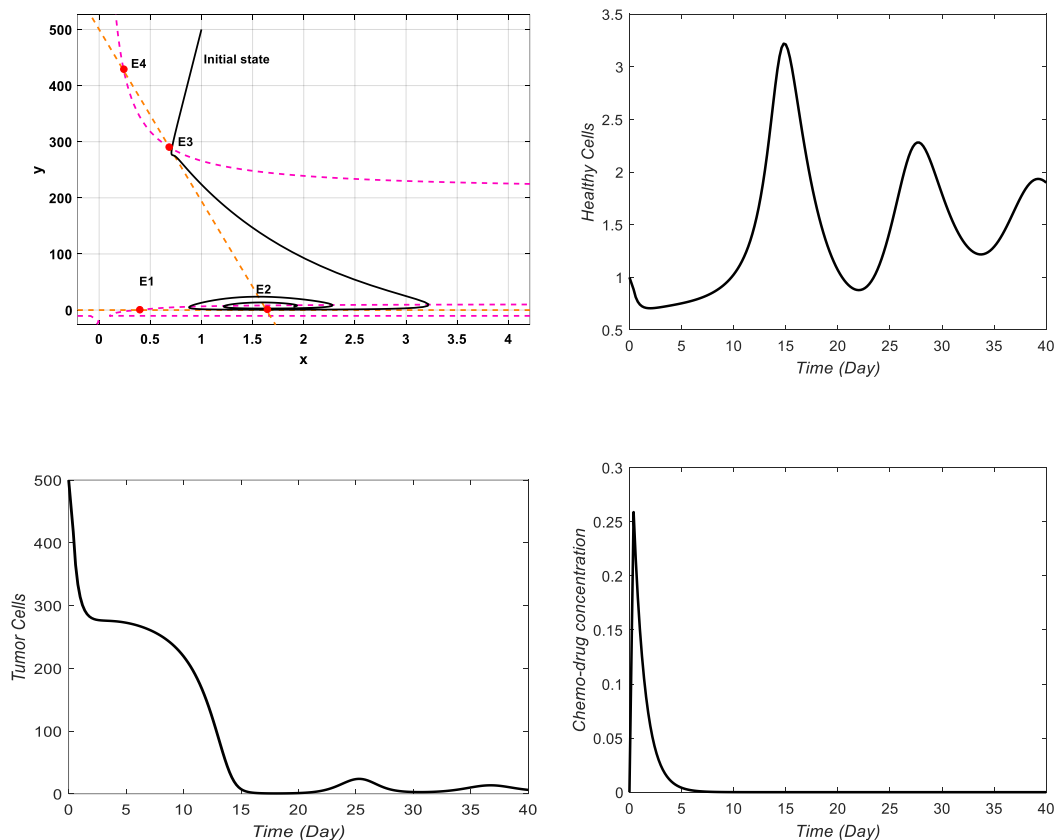 500
400
300
200
100
0
y
0 0.5 1 1.5 2 2.5 3 3.5 4
x
E4
Initial state
E3
E1
E2
3.5
3
2.5
2
1.5
1
0.5
Healthy Cells
0 5 10 15 20 25 30 35 40
Time (Day)
500
400
300
200
100
0
Tumor Cells
0 5 10 15 20 25 30 35 40
Time (Day)
0.3
0.25
0.2
0.15
0.1
0.05
0
Chemo-drug concentration
0 5 10 15 20 25 30 35 40
Time (Day)